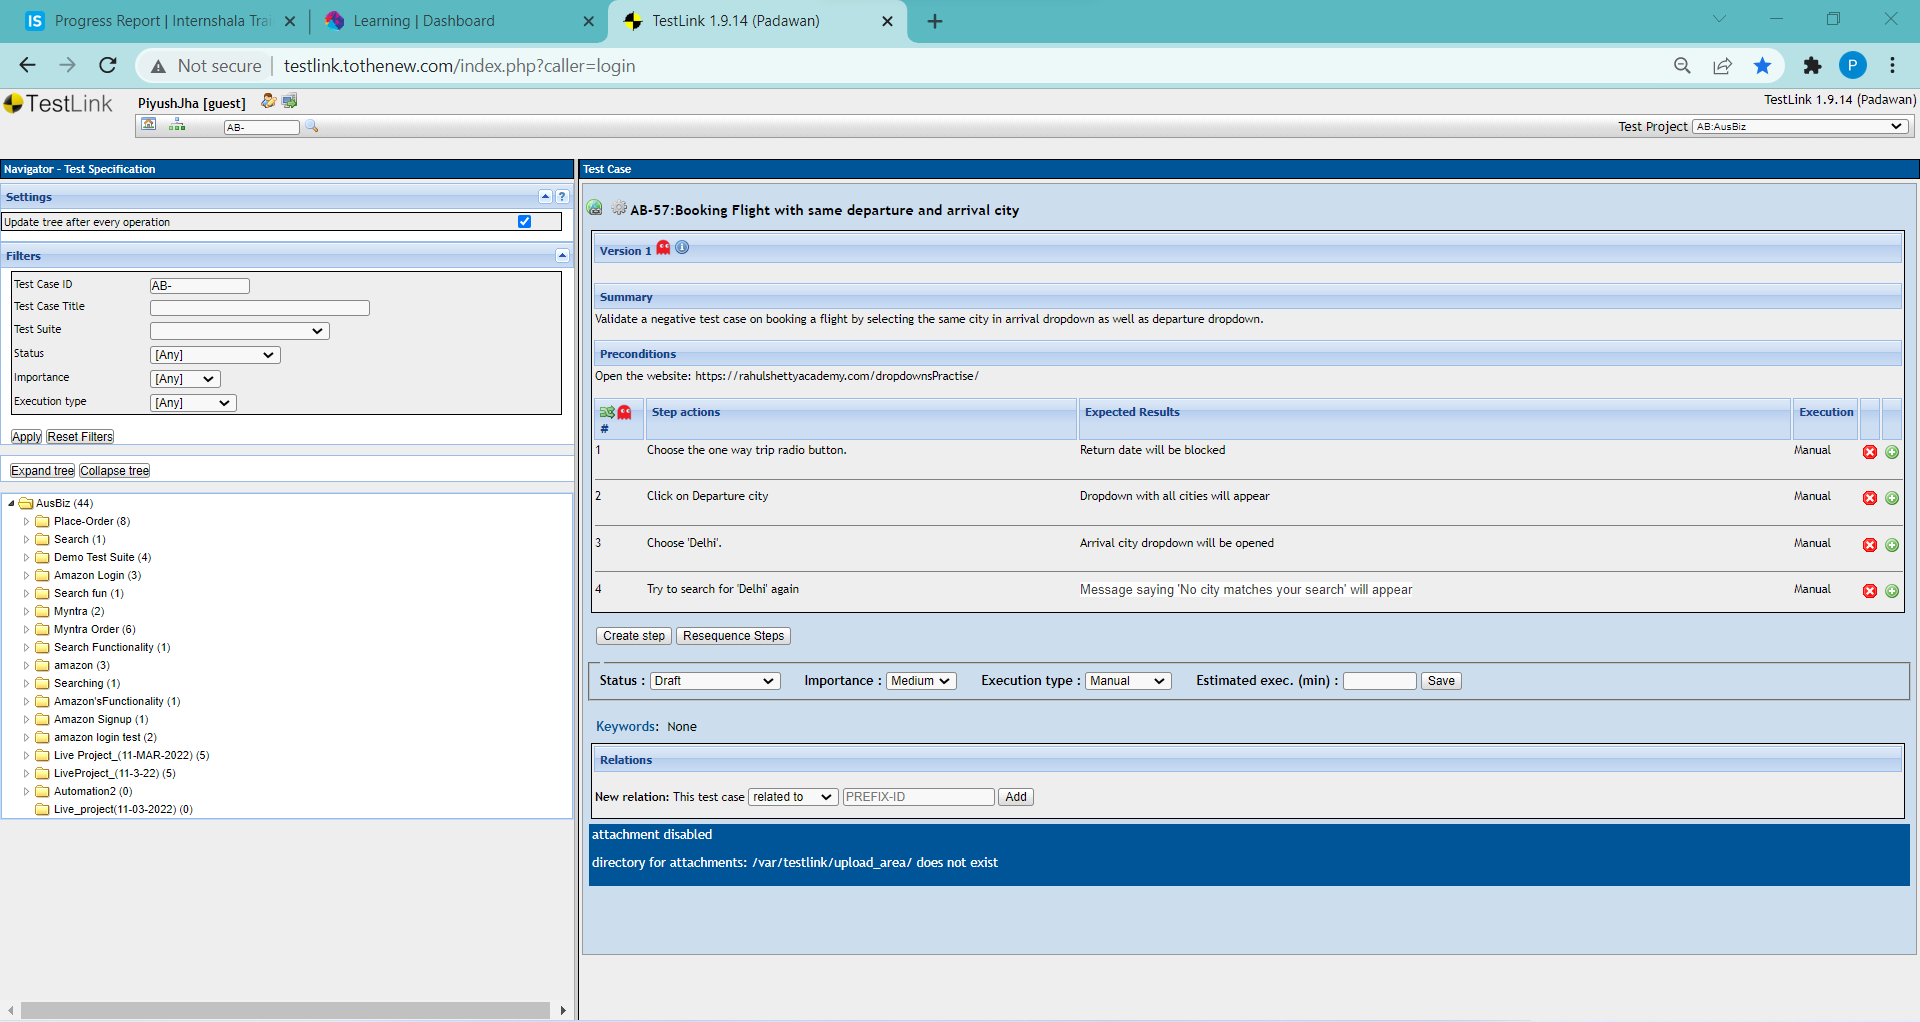 IS Progress Report | Internshala Trai
Learning | Dashboard
TestLink 1.9.14 (Padawan)
Not secure
testlink.tothenew.com/index.php?caller=login
P
TestLink
PiyushJha [guest]
TestLink 1.9.14 (Padawan)
AB-
Test Project AB:AusBiz
Navigator - Test Specification
Settings
?
Update tree after every operation
Filters
Test Case ID AB-
Test Case Title
Test Suite
Status [Any]
Importance [Any]
Execution type [Any]
Apply Reset Filters
Expand tree Collapse tree
AusBiz (44)
Place-Order (8)
Search (1)
Demo Test Suite (4)
Amazon Login (3)
Search fun (1)
Myntra (2)
Myntra Order (6)
Search Functionality (1)
amazon (3)
Searching (1)
Amazon'sFunctionality (1)
Amazon Signup (1)
amazon login test (2)
Live Project_(11-MAR-2022) (5)
LiveProject_(11-3-22) (5)
Automation2 (0)
Live_project(11-03-2022) (0)
Test Case
AB-57:Booking Flight with same departure and arrival city
Version 1
Summary
Validate a negative test case on booking a flight by selecting the same city in arrival dropdown as well as departure dropdown.
Preconditions
Open the website: https://rahulshettyacademy.com/dropdownsPractise/
# Step actions Expected Results Execution
1 Choose the one way trip radio button. Return date will be blocked Manual
2 Click on Departure city Dropdown with all cities will appear Manual
3 Choose 'Delhi'. Arrival city dropdown will be opened Manual
4 Try to search for 'Delhi' again Message saying 'No city matches your search' will appear Manual
Create step Resequence Steps
Status : Draft Importance : Medium Execution type : Manual Estimated exec. (min) : Save
Keywords: None
Relations
New relation: This test case related to PREFIX-ID Add
attachment disabled
directory for attachments: /var/testlink/upload_area/ does not exist